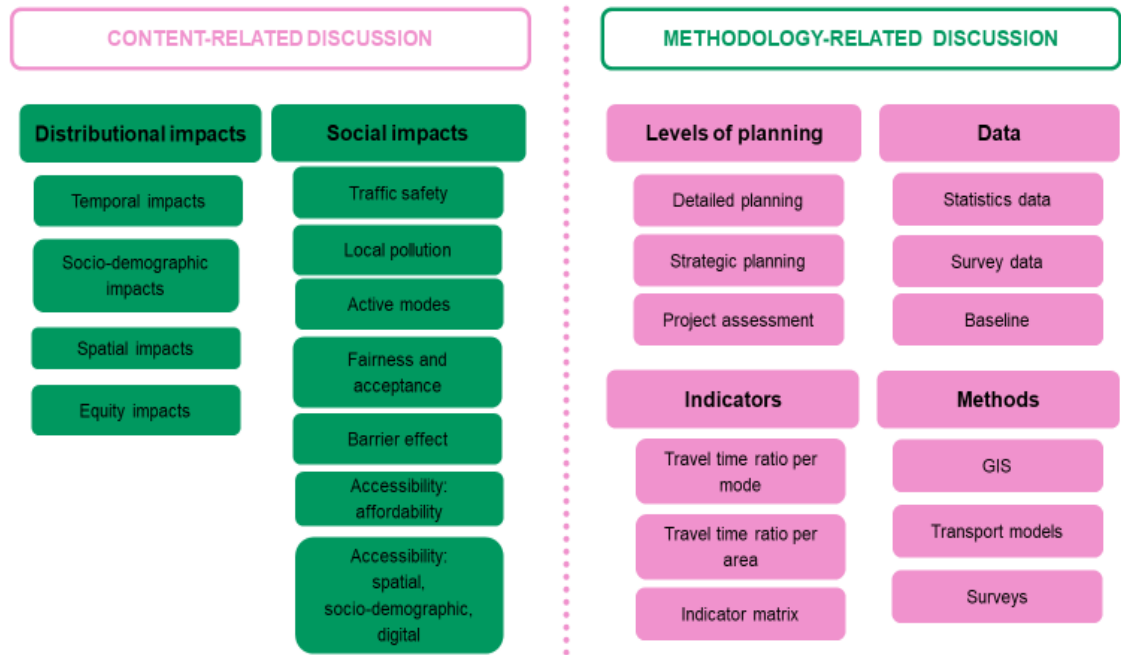 CONTENT-RELATED DISCUSSION
Distributional impacts
Temporal impacts
Socio-demographic
impacts
Spatial impacts
Equity impacts
Social impacts
Traffic safety
Local pollution
Active modes
Fairness and
acceptance
Barrier effect
Accessibility:
affordability
Accessibility:
spatial,
socio-demographic,
digital
METHODOLOGY-RELATED DISCUSSION
Levels of planning
Detailed planning
Strategic planning
Project assessment
Data
Statistics data
Survey data
Baseline
Indicators
Travel time ratio per
mode
Travel time ratio per
area
Indicator matrix
Methods
GIS
Transport models
Surveys